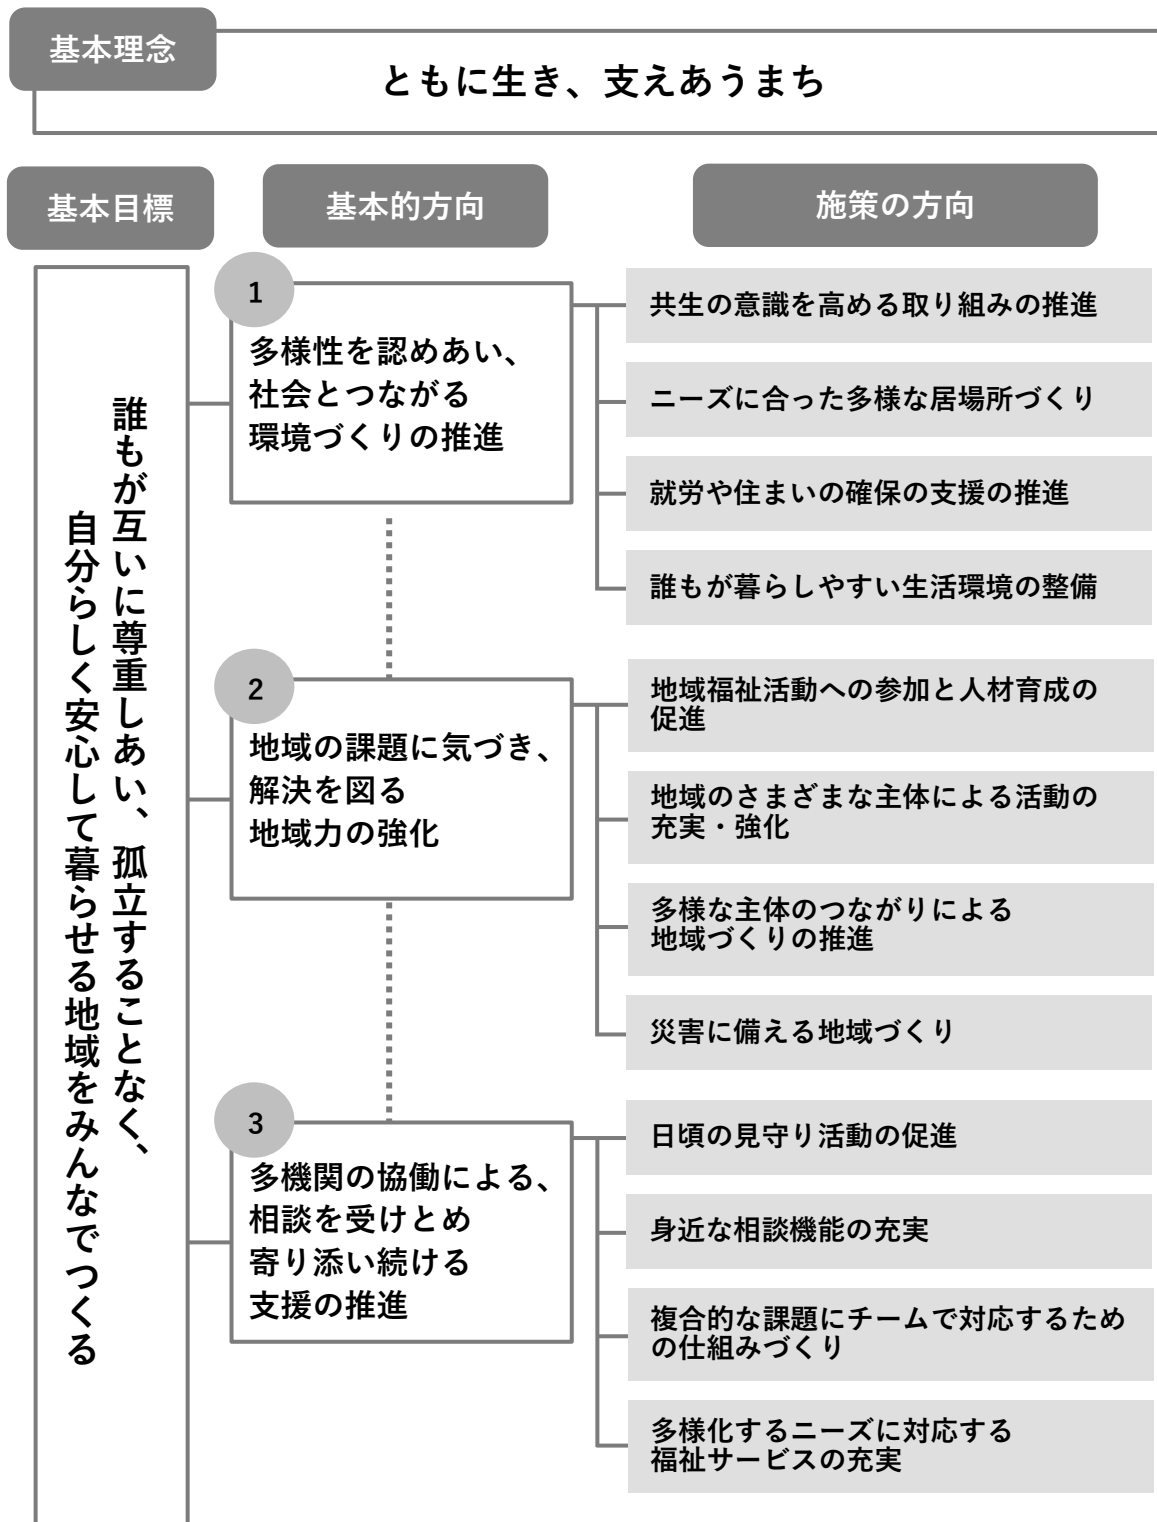 基本理念
ともに生き、支えあうまち
基本目標
基本的方向
施策の方向
誰もが互いに尊重しあい、孤立することなく、
自分らしく安心して暮らせる地域をみんなでつくる
1
多様性を認めあい、
社会とつながる
環境づくりの推進
共生の意識を高める取り組みの推進
ニーズに合った多様な居場所づくり
就労や住まいの確保の支援の推進
誰もが暮らしやすい生活環境の整備
2
地域の課題に気づき、
解決を図る
地域力の強化
地域福祉活動への参加と人材育成の
促進
地域のさまざまな主体による活動の
充実・強化
多様な主体のつながりによる
地域づくりの推進
災害に備える地域づくり
3
多機関の協働による、
相談を受けとめ
寄り添い続ける
支援の推進
日頃の見守り活動の促進
身近な相談機能の充実
複合的な課題にチームで対応するため
の仕組みづくり
多様化するニーズに対応する
福祉サービスの充実